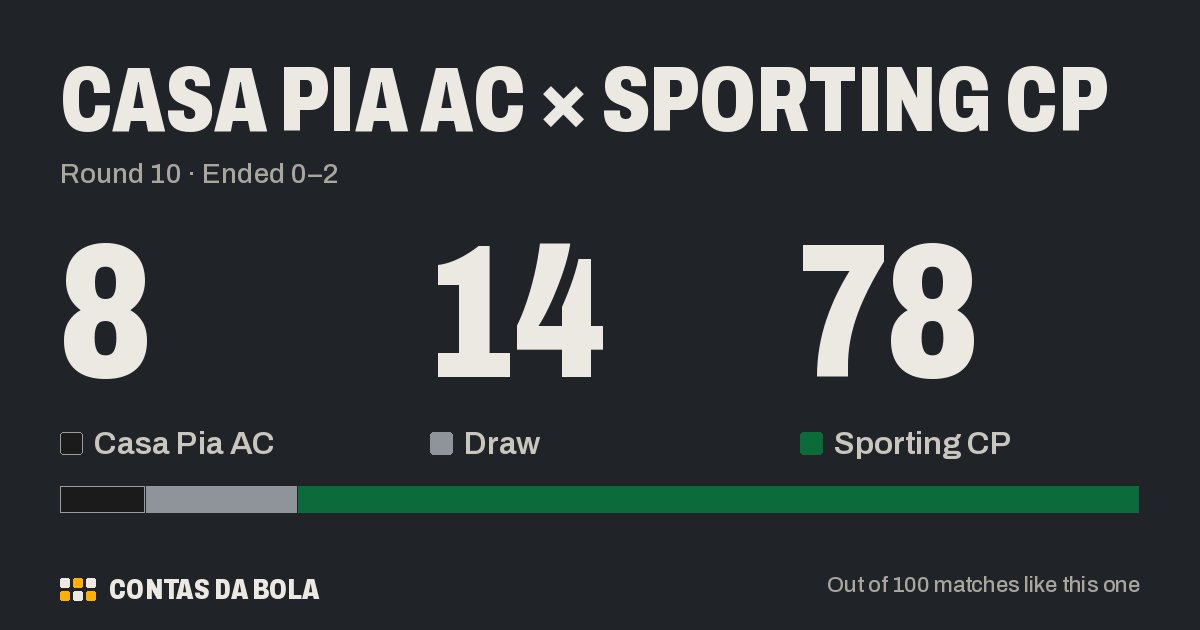 CASA PIA AC × SPORTING CP
Round 10 · Ended 0–2
8 14 78
Casa Pia AC Draw Sporting CP
CONTAS DA BOLA
Out of 100 matches like this one